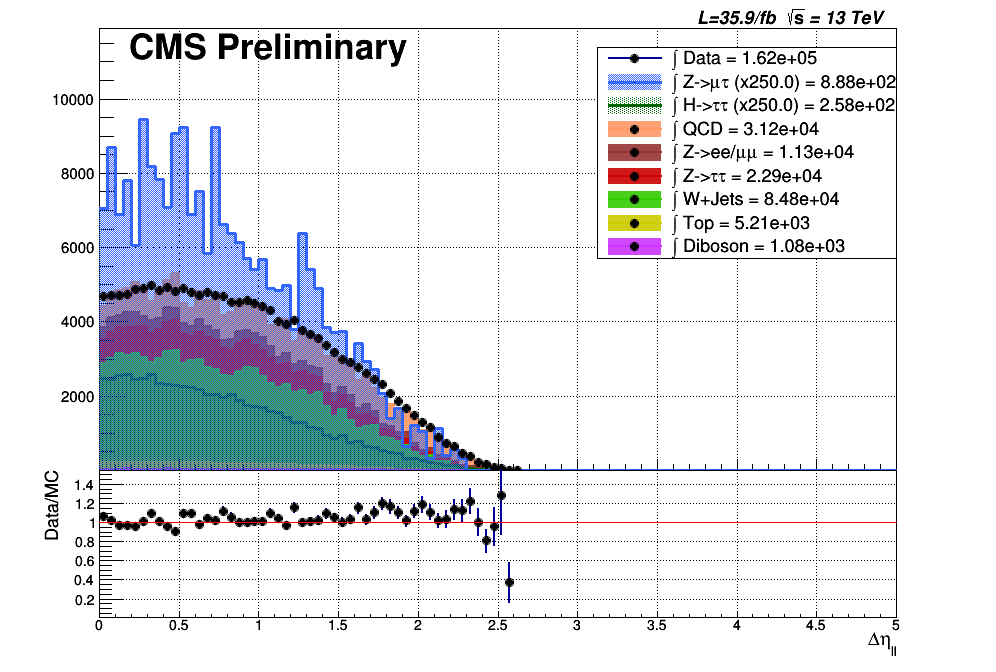 L=35.9/fb √s = 13 TeV
CMS Preliminary
∫ Data = 1.62e+05
∫ Z->μτ (x250.0) = 8.88e+02
∫ H->ττ (x250.0) = 2.58e+02
∫ QCD = 3.12e+04
∫ Z->ee/μμ = 1.13e+04
∫ Z->ττ = 2.29e+04
∫ W+Jets = 8.48e+04
∫ Top = 5.21e+03
∫ Diboson = 1.08e+03
10000
8000
6000
4000
2000
Data/MC
1.4
1.2
1
0.8
0.6
0.4
0.2
0 0.5 1 1.5 2 2.5 3 3.5 4 4.5 5
Δη||